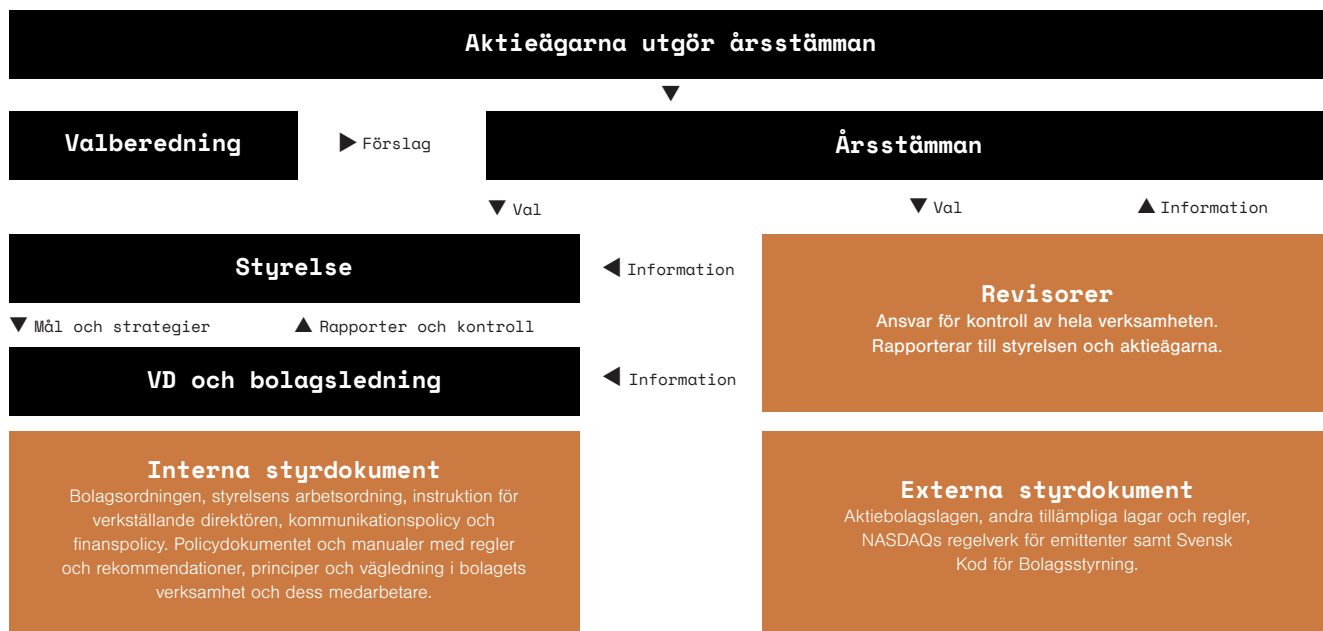 Aktieägarna utgör årsstämman
▼
Valberedning
▶ Förslag
Årsstämman
▼ Val
▼ Val
▲ Information
Styrelse
◀ Information
▼ Mål och strategier
▲ Rapporter och kontroll
VD och bolagsledning
◀ Information
Revisorer
Ansvar för kontroll av hela verksamheten.
Rapporterar till styrelsen och aktieägarna.
Interna styrdokument
Bolagsordningen, styrelsens arbetsordning, instruktion för
verkställande direktören, kommunikationspolicy och
finanspolicy. Policydokumentet och manualer med regler
och rekommendationer, principer och vägledning i bolagets
verksamhet och dess medarbetare.
Externa styrdokument
Aktiebolagslagen, andra tillämpliga lagar och regler,
NASDAQs regelverk för emittenter samt Svensk
Kod för Bolagsstyrning.